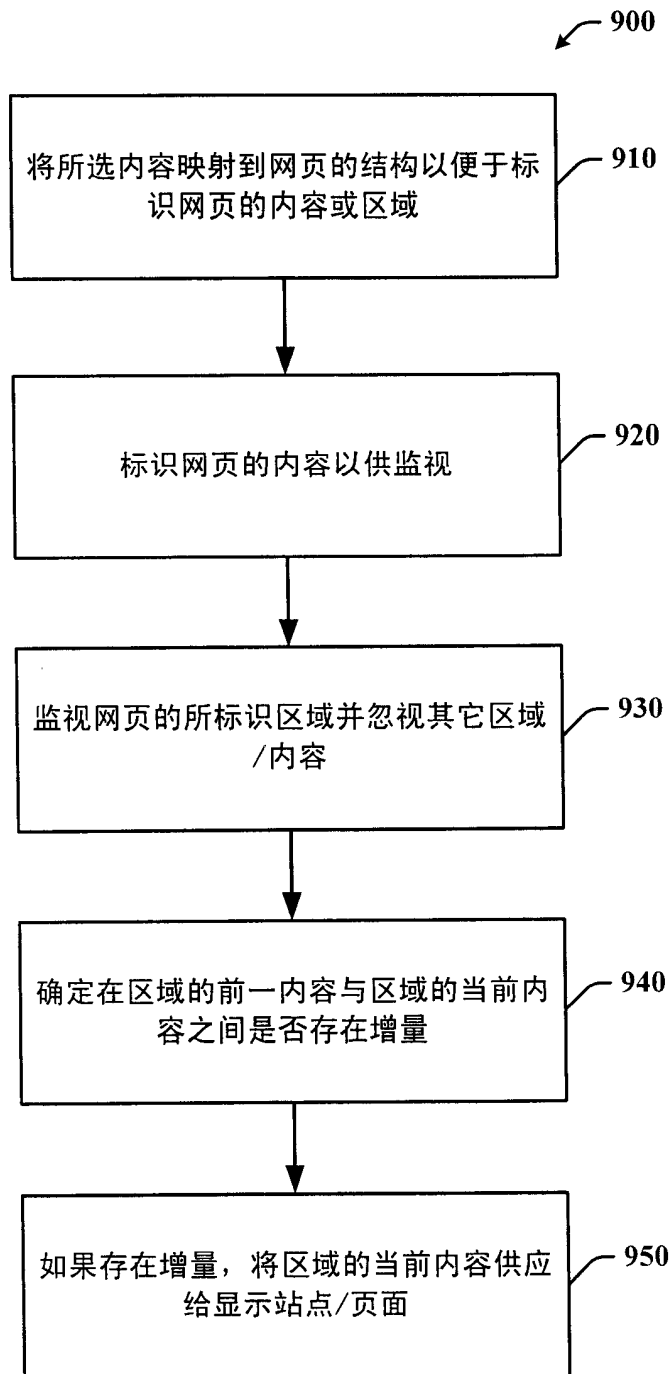 900
将所选内容映射到网页的结构以便于标
识网页的内容或区域
910
标识网页的内容以供监视
920
监视网页的所标识区域并忽视其它区域
/内容
930
确定在区域的前一内容与区域的当前内
容之间是否存在增量
940
如果存在增量，将区域的当前内容供应
给显示站点/页面
950